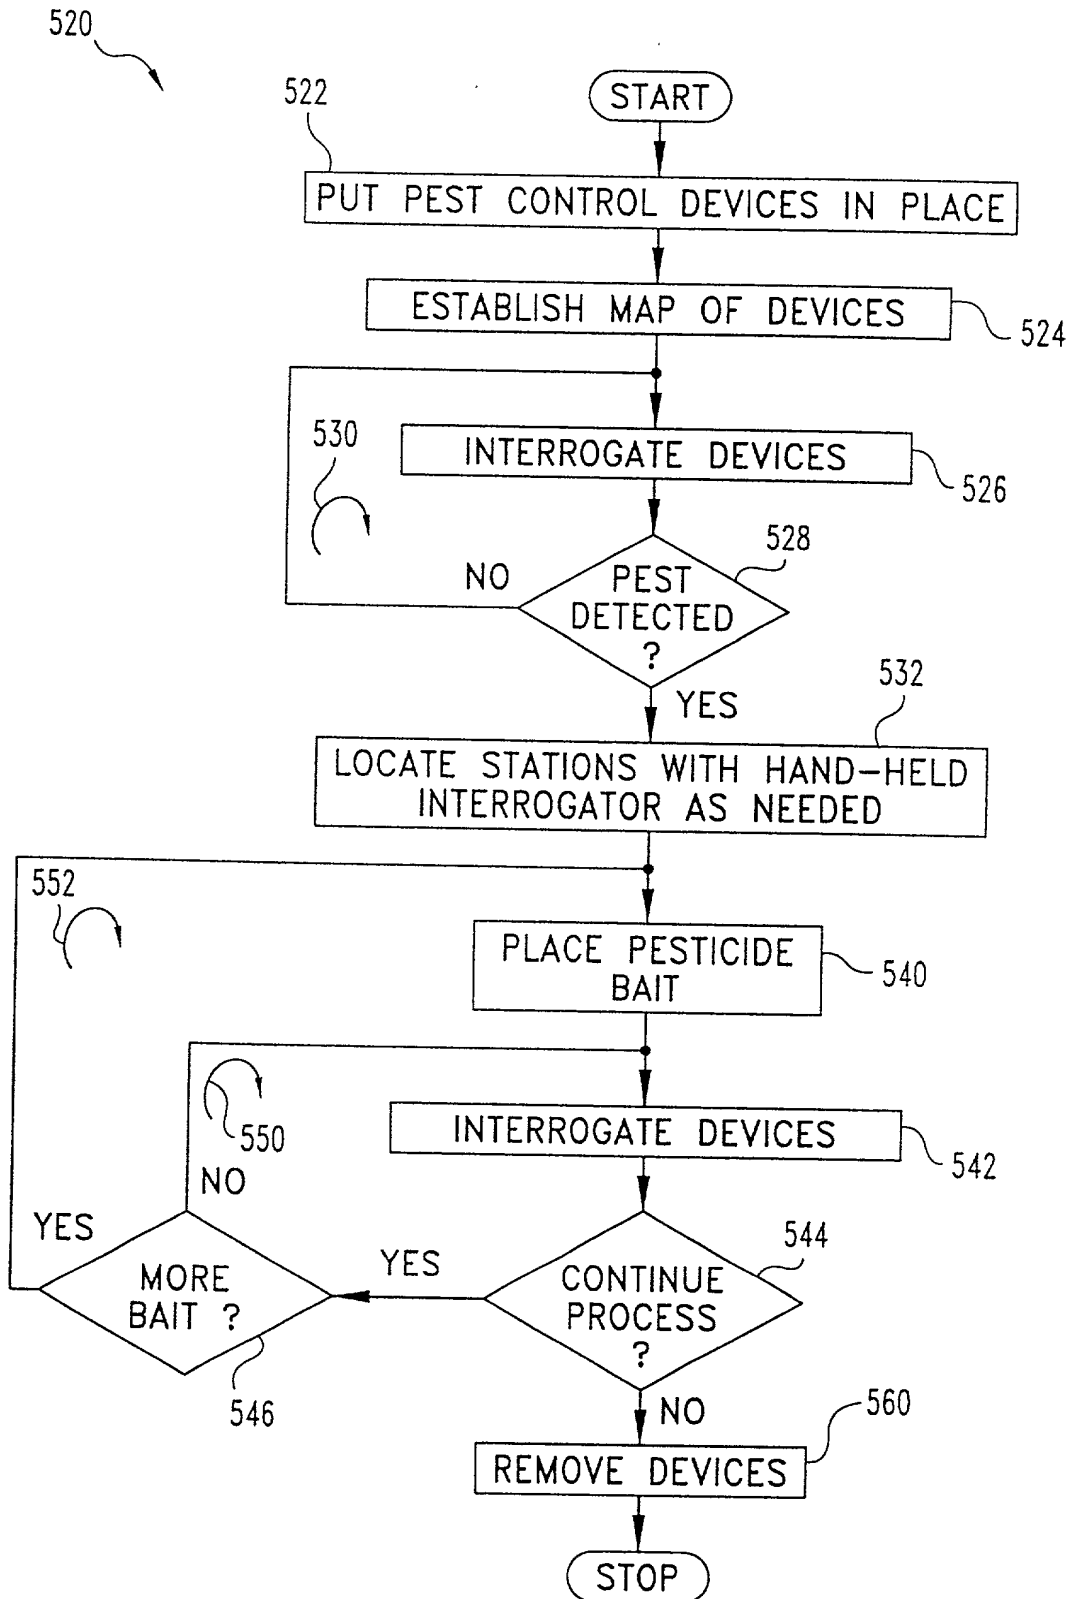 520
START
522
PUT PEST CONTROL DEVICES IN PLACE
ESTABLISH MAP OF DEVICES
524
530
INTERROGATE DEVICES
526
528
NO
PEST
DETECTED
?
YES
532
LOCATE STATIONS WITH HAND-HELD
INTERROGATOR AS NEEDED
552
PLACE PESTICIDE
BAIT
540
550
INTERROGATE DEVICES
542
NO
YES
MORE
BAIT ?
546
YES
544
CONTINUE
PROCESS
?
NO
560
REMOVE DEVICES
STOP